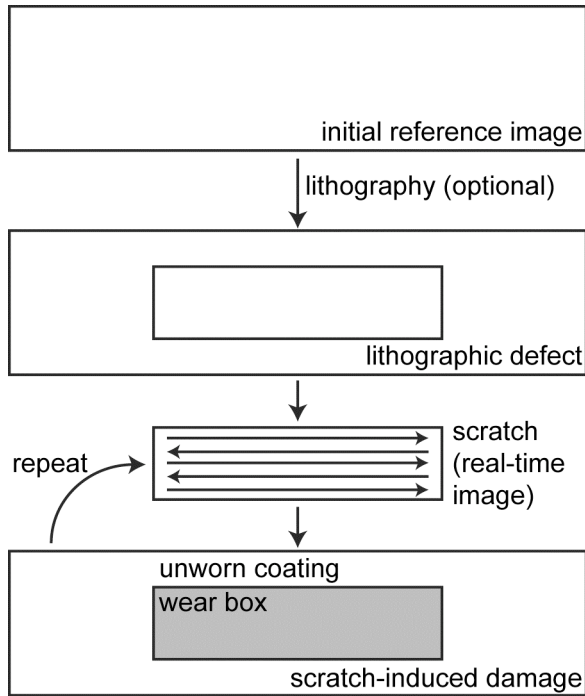 initial reference image
lithography (optional)
lithographic defect
repeat
scratch
(real-time
image)
unworn coating
wear box
scratch-induced damage